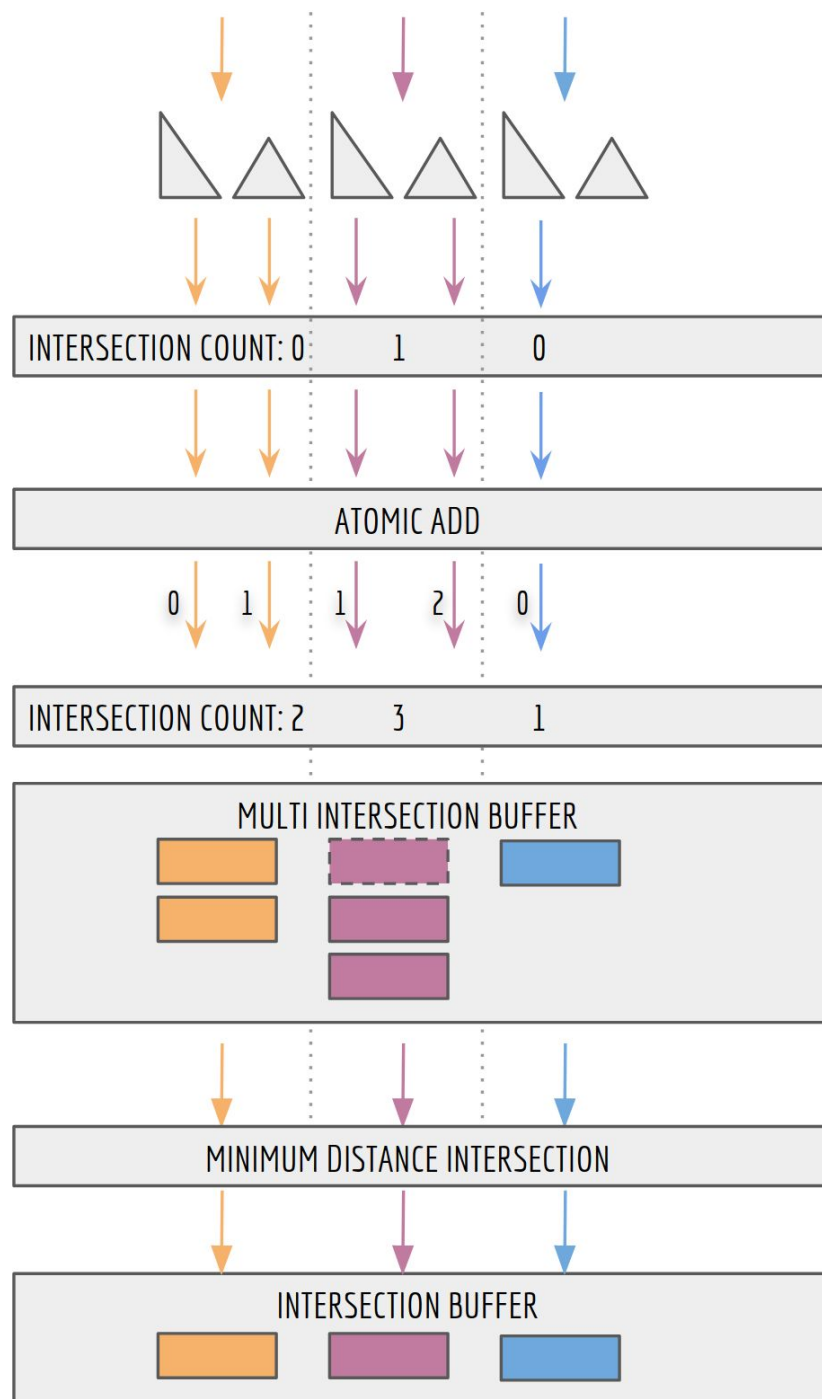 INTERSECTION COUNT: 0 1 0
ATOMIC ADD
0 1 1 2 0
INTERSECTION COUNT: 2 3 1
MULTI INTERSECTION BUFFER
MINIMUM DISTANCE INTERSECTION
INTERSECTION BUFFER